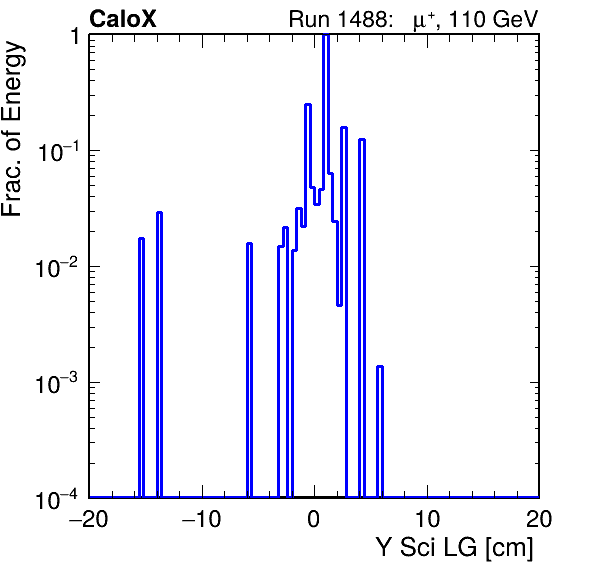 CaloX Run 1488: μ⁺, 110 GeV
Frac. of Energy
1
10⁻¹
10⁻²
10⁻³
10⁻⁴
−20 −10 0 10 20
Y Sci LG [cm]